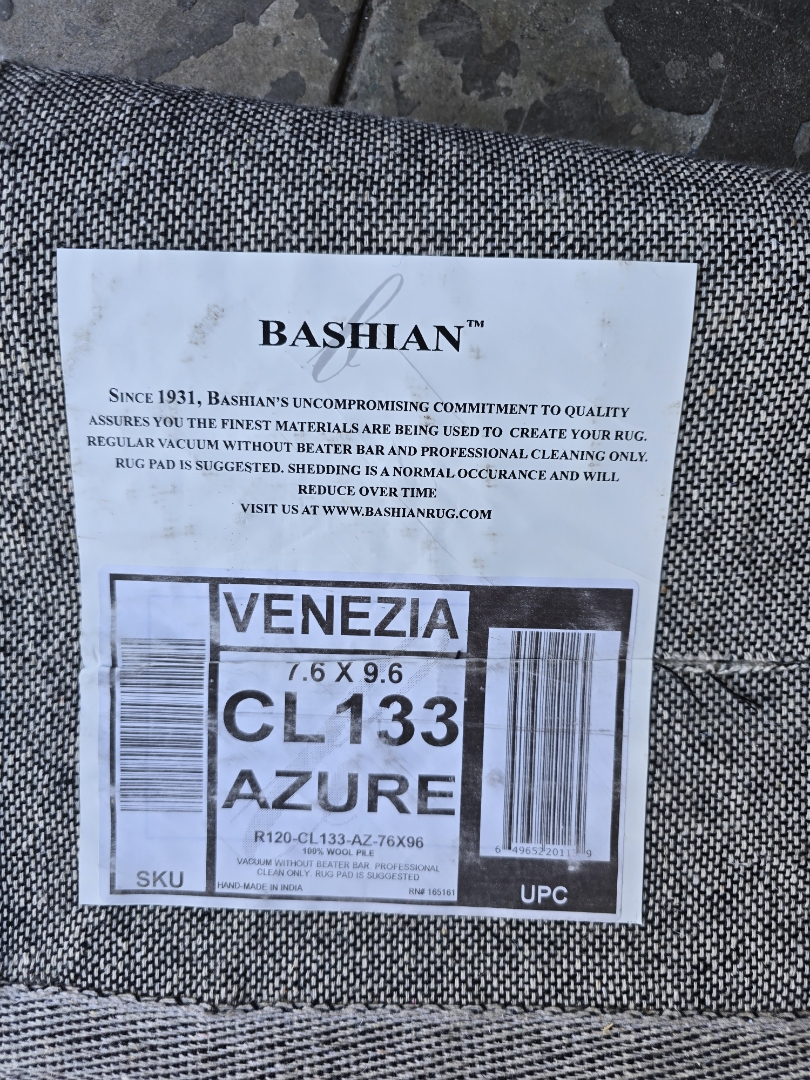 BASHIAN™
SINCE 1931, BASHIAN'S UNCOMPROMISING COMMITMENT TO QUALITY
ASSURES YOU THE FINEST MATERIALS ARE BEING USED TO CREATE YOUR RUG.
REGULAR VACUUM WITHOUT BEATER BAR AND PROFESSIONAL CLEANING ONLY.
RUG PAD IS SUGGESTED. SHEDDING IS A NORMAL OCCURANCE AND WILL
REDUCE OVER TIME
VISIT US AT WWW.BASHIANRUG.COM
VENEZIA
7.6 X 9.6
CL133
AZURE
R120-CL133-AZ-76X96
100% WOOL PILE
VACUUM WITHOUT BEATER BAR. PROFESSIONAL
CLEAN ONLY. RUG PAD IS SUGGESTED
HAND-MADE IN INDIA
RN# 165161
SKU
UPC